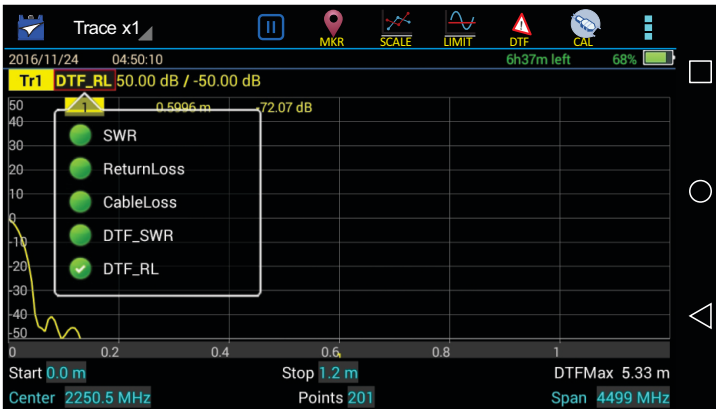 Trace x1
MKR SCALE LIMIT DTF CAL
2016/11/24 04:50:10 6h37m left 68%
Tr1 DTF_RL 50.00 dB / -50.00 dB
1 0.5996 m -72.07 dB
50
40
30
20
10
0
-10
-20
-30
-40
-50
SWR
ReturnLoss
CableLoss
DTF_SWR
DTF_RL
0 0.2 0.4 0.6 0.8 1
Start 0.0 m Stop 1.2 m DTFMax 5.33 m
Center 2250.5 MHz Points 201 Span 4499 MHz